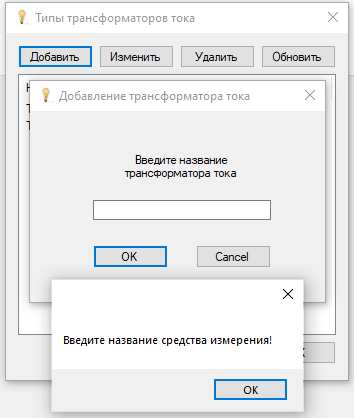 Типы трансформаторов тока
Добавить Изменить Удалить Обновить
Добавление трансформатора тока
Введите название
трансформатора тока
OK Cancel
Введите название средства измерения!
OK